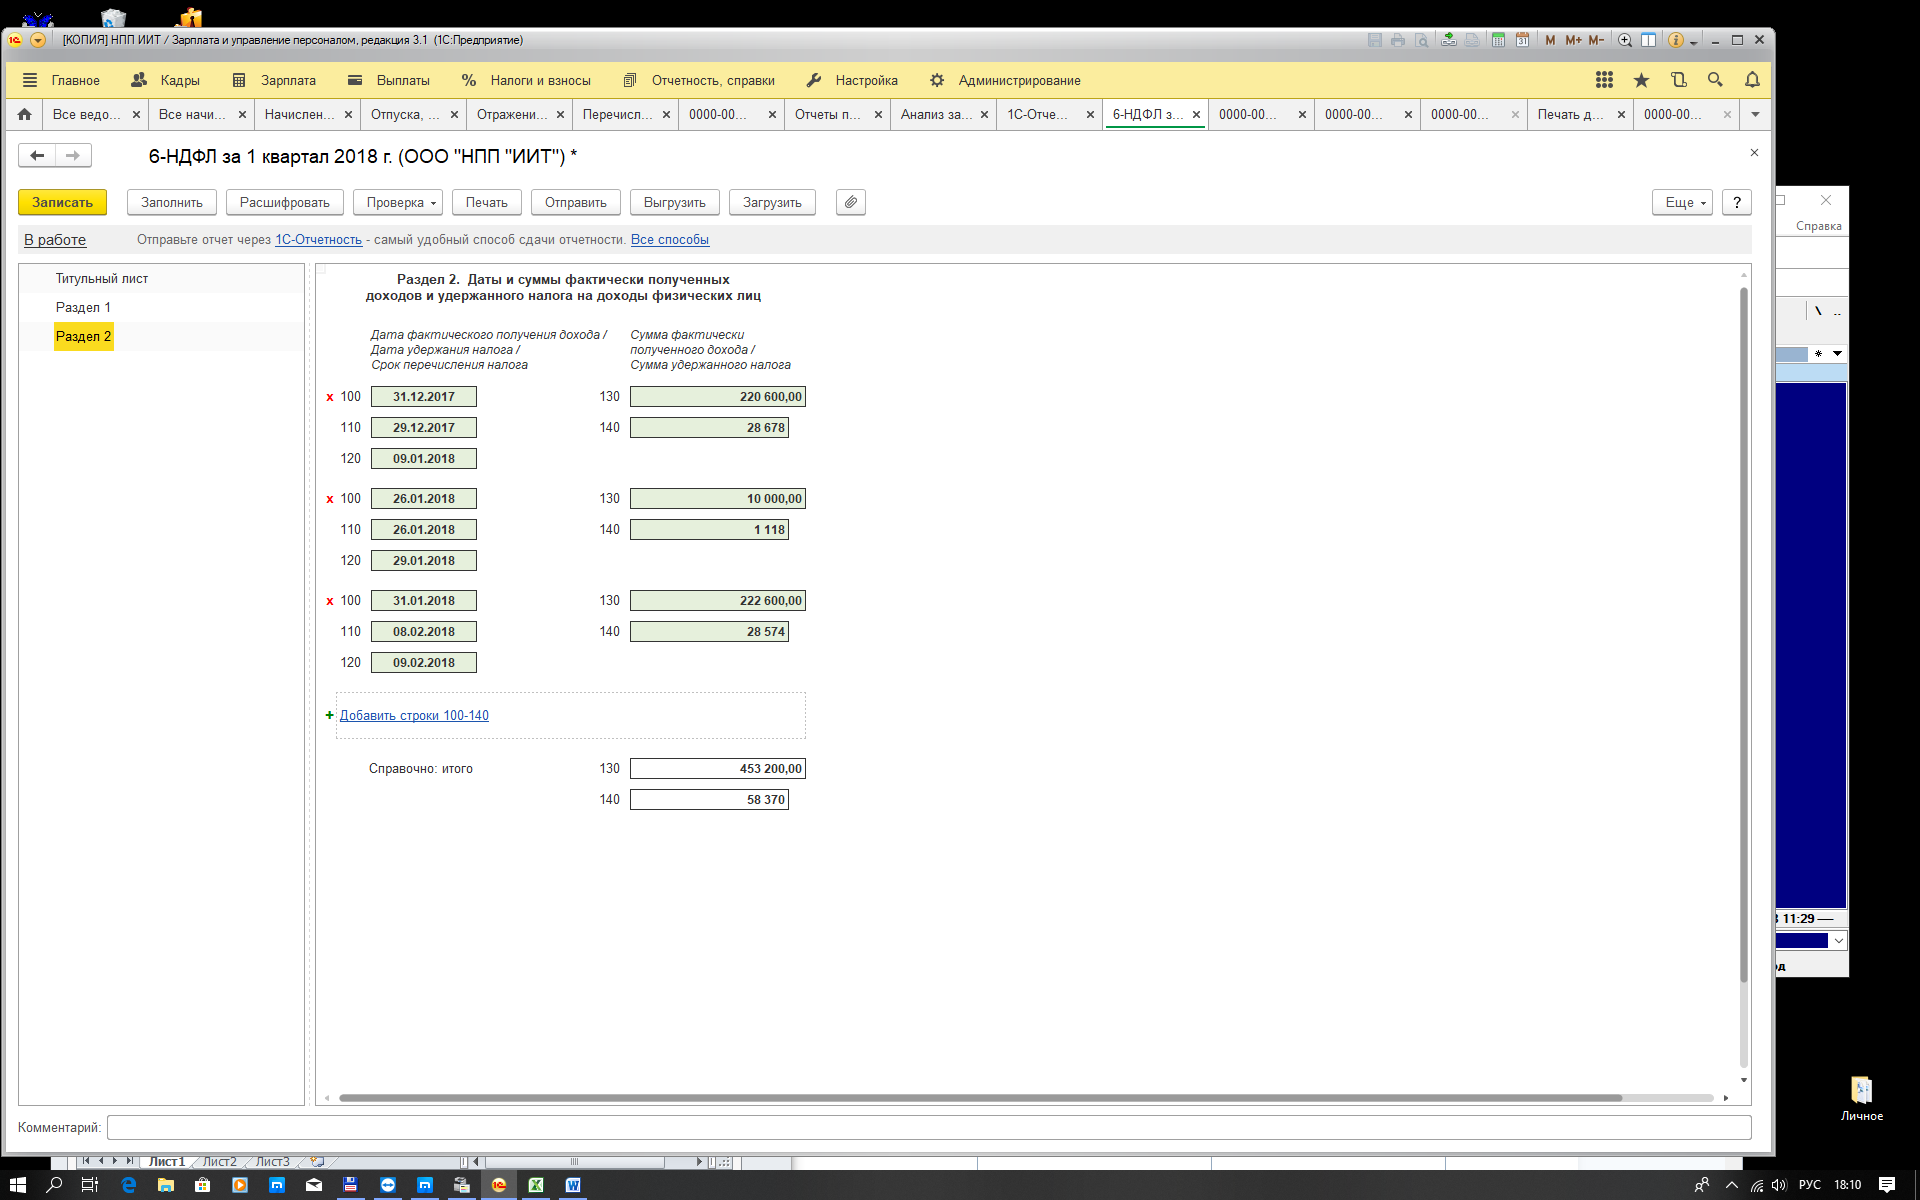 [КОПИЯ] НПП ИИТ / Зарплата и управление персоналом, редакция 3.1 (1С:Предприятие)
M M+ M-
Главное Кадры Зарплата Выплаты % Налоги и взносы Отчетность, справки Настройка Администрирование
Все ведо... Все начи... Начислен... Отпуска, ... Отражени... Перечисл... 0000-00... Отчеты п... Анализ за... 1С-Отче... 6-НДФЛ з... 0000-00... 0000-00... 0000-00... Печать д... 0000-00...
6-НДФЛ за 1 квартал 2018 г. (ООО "НПП "ИИТ") *
Записать Заполнить Расшифровать Проверка Печать Отправить Выгрузить Загрузить Еще ?
Справка
В работе Отправьте отчет через 1С-Отчетность - самый удобный способ сдачи отчетности. Все способы
Титульный лист
Раздел 1
Раздел 2
Раздел 2. Даты и суммы фактически полученных
доходов и удержанного налога на доходы физических лиц
Дата фактического получения дохода / Сумма фактически
Дата удержания налога / полученного дохода /
Срок перечисления налога Сумма удержанного налога
x 100 31.12.2017 130 220 600,00
110 29.12.2017 140 28 678
120 09.01.2018
x 100 26.01.2018 130 10 000,00
110 26.01.2018 140 1 118
120 29.01.2018
x 100 31.01.2018 130 222 600,00
110 08.02.2018 140 28 574
120 09.02.2018
+ Добавить строки 100-140
Справочно: итого 130 453 200,00
140 58 370
11:29
Комментарий:
Личное
Лист1 Лист2 Лист3
РУС 18:10